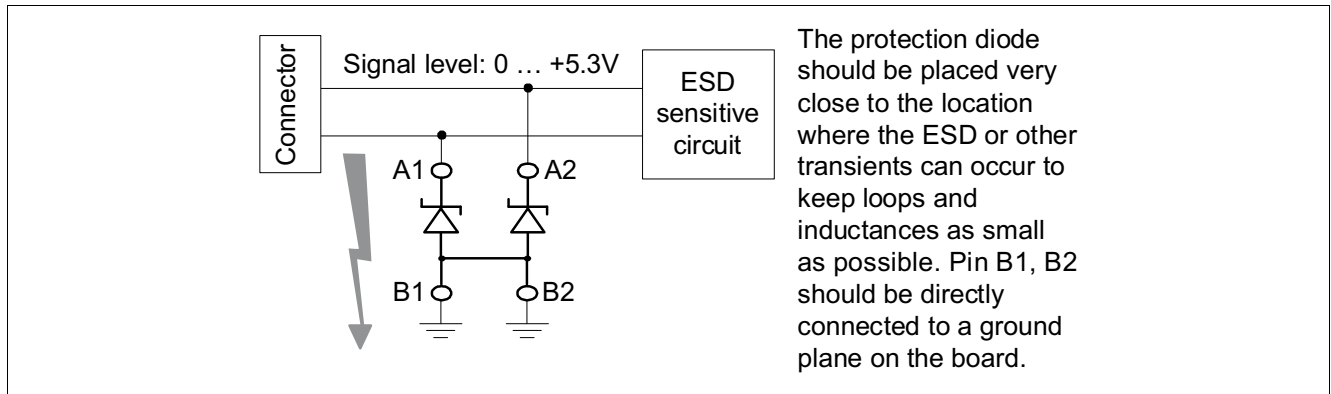 Connector
Signal level: 0 … +5.3V
ESD
sensitive
circuit
A1
A2
B1
B2
The protection diode
should be placed very
close to the location
where the ESD or other
transients can occur to
keep loops and
inductances as small
as possible. Pin B1, B2
should be directly
connected to a ground
plane on the board.